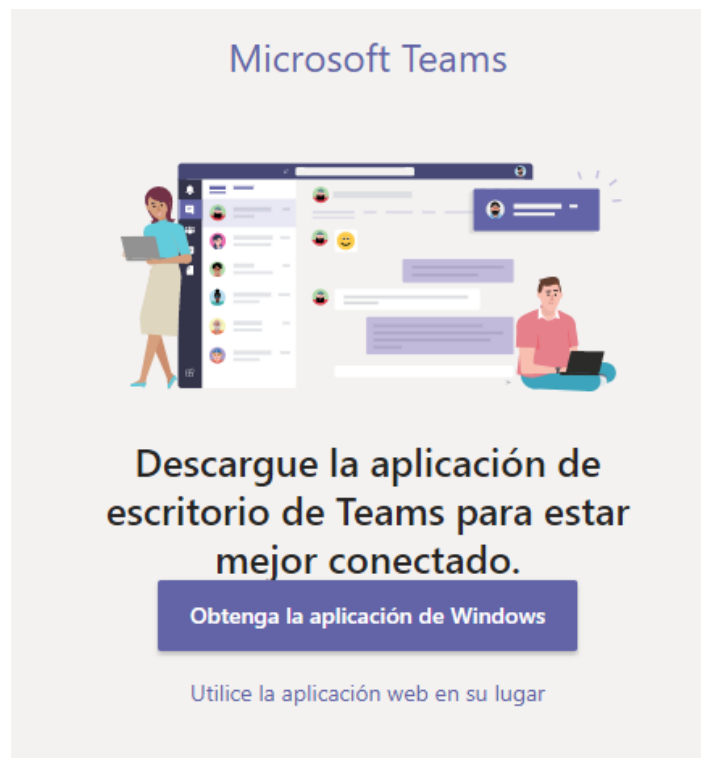 Microsoft Teams
Descargue la aplicación de
escritorio de Teams para estar
mejor conectado.
Obtenga la aplicación de Windows
Utilice la aplicación web en su lugar